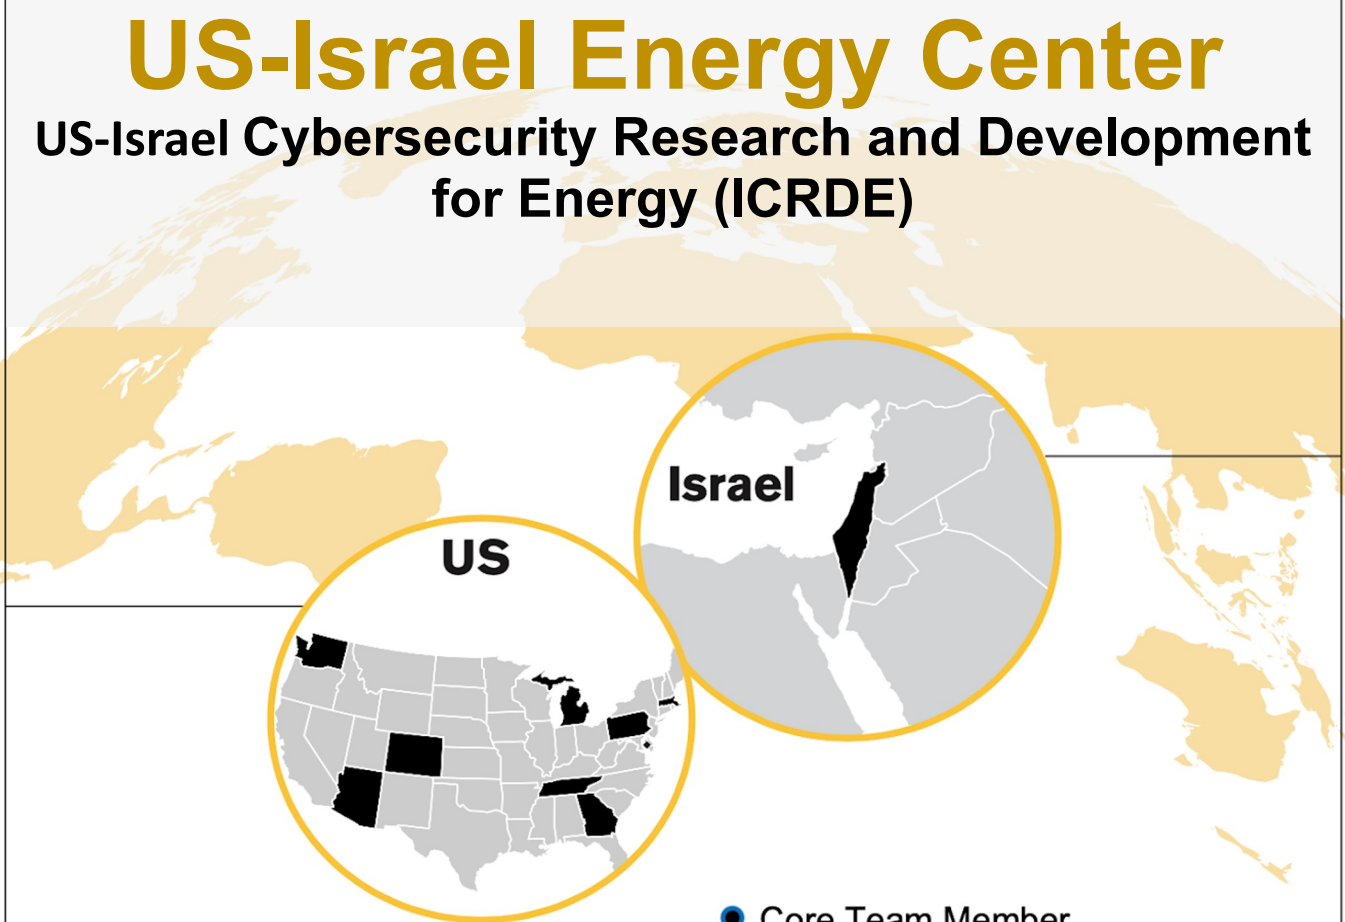 US-Israel Energy Center
US-Israel Cybersecurity Research and Development
for Energy (ICRDE)
Israel
US
Core Team Member